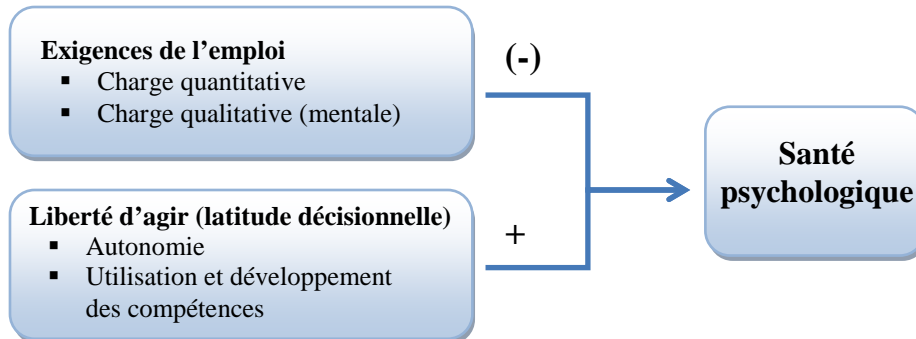 Exigences de l’emploi
▪ Charge quantitative
▪ Charge qualitative (mentale)
(-)
Liberté d’agir (latitude décisionnelle)
▪ Autonomie
▪ Utilisation et développement
des compétences
+
Santé
psychologique